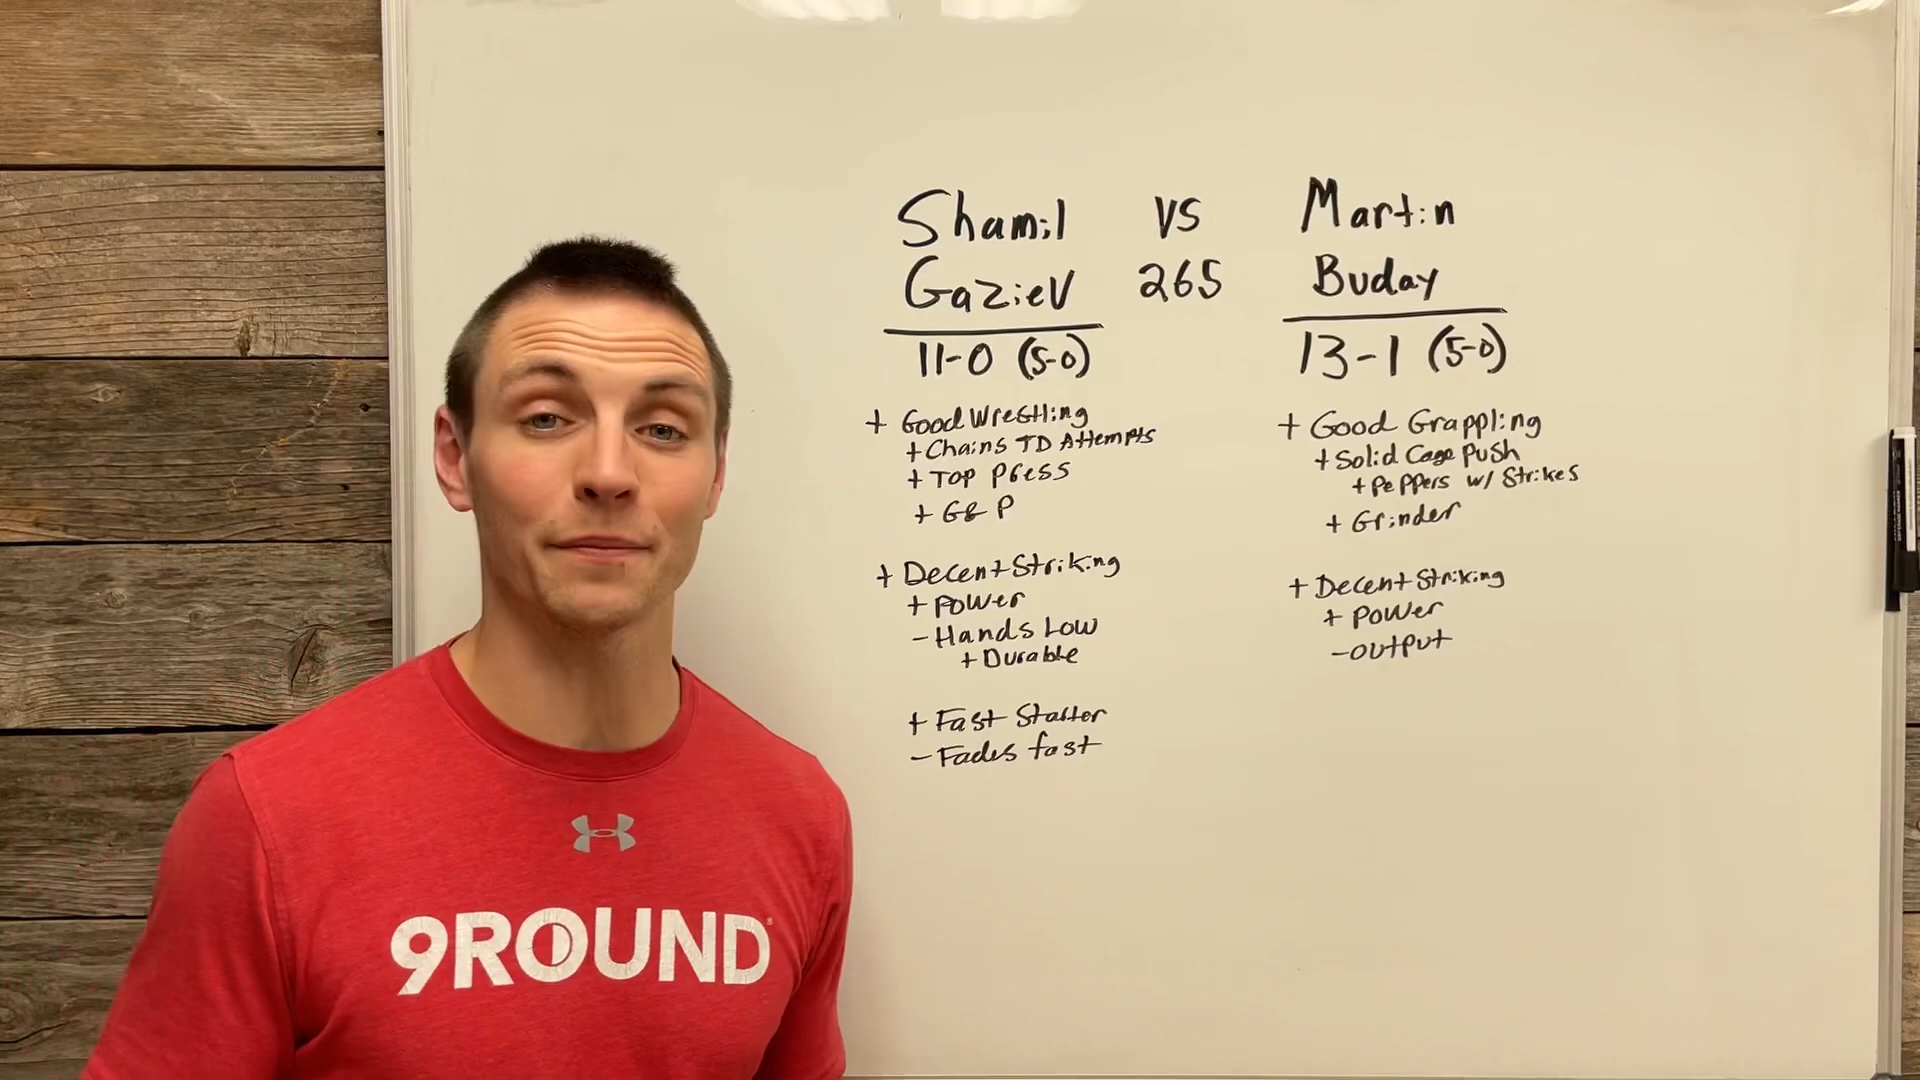 Shamil VS Martin
Gaziev 265 Buday
11-0 (5-0) 13-1 (5-0)
+ Good Wrestling
+ Chains TD Attempts
+ Top Press
+ G&P
+ Decent Striking
+ Power
- Hands Low
+ Durable
+ Fast Starter
- Fades fast
+ Good Grappling
+ Solid Cage Push
+ Peppers w/ Strikes
+ Grinder
+ Decent Striking
+ Power
- output
9ROUND